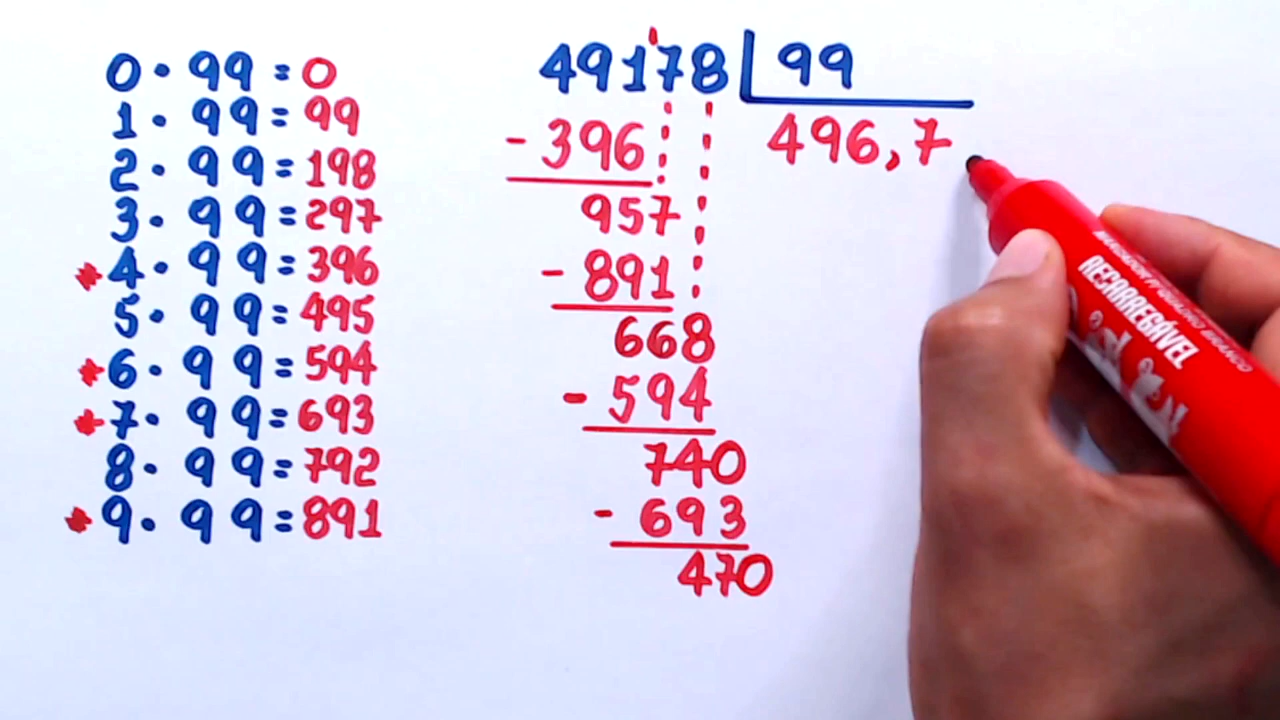 0 · 99 = 0
1 · 99 = 99
2 · 99 = 198
3 · 99 = 297
* 4 · 99 = 396
5 · 99 = 495
* 6 · 99 = 594
* 7 · 99 = 693
8 · 99 = 792
* 9 · 99 = 891
49178 99
- 396 496,7
957
- 891
668
- 594
740
- 693
470
RECARREGÁVEL